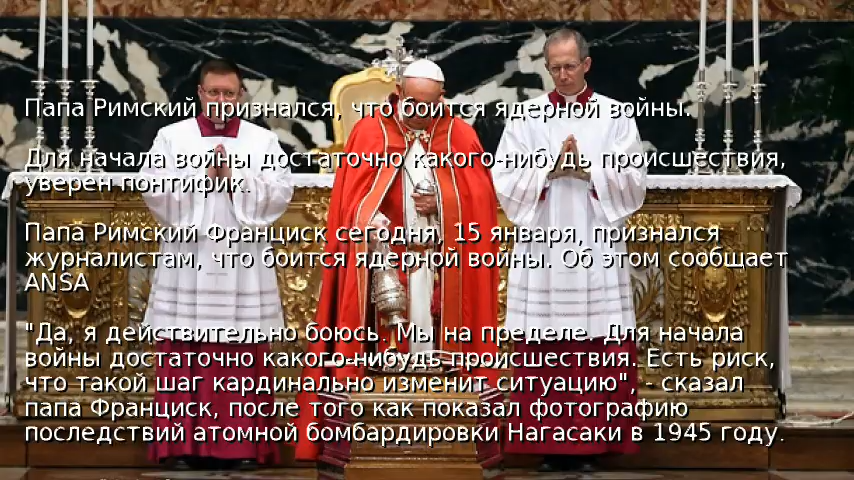 Папа Римский признался, что боится ядерной войны.
Для начала войны достаточно какого-нибудь происшествия,
уверен понтифик.
Папа Римский Франциск сегодня, 15 января, признался
журналистам, что боится ядерной войны. Об этом сообщает
ANSA
"Да, я действительно боюсь. Мы на пределе. Для начала
войны достаточно какого-нибудь происшествия. Есть риск,
что такой шаг кардинально изменит ситуацию", - сказал
папа Франциск, после того как показал фотографию
последствий атомной бомбардировки Нагасаки в 1945 году.